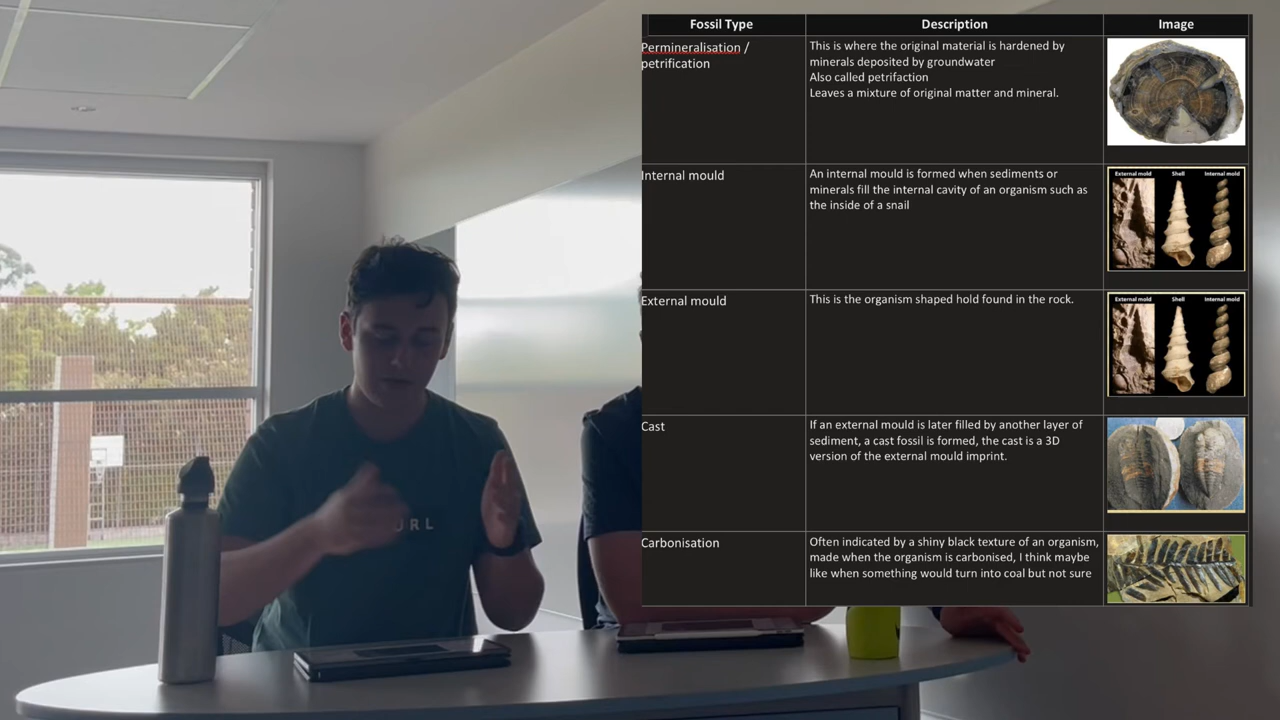 Fossil Type Description Image
Permineralisation /
petrification
This is where the original material is hardened by
minerals deposited by groundwater
Also called petrifaction
Leaves a mixture of original matter and mineral.
Internal mould
An internal mould is formed when sediments or
minerals fill the internal cavity of an organism such as
the inside of a snail
External mold Shell Internal mold
External mould
This is the organism shaped hold found in the rock.
External mold Shell Internal mold
Cast
If an external mould is later filled by another layer of
sediment, a cast fossil is formed, the cast is a 3D
version of the external mould imprint.
Carbonisation
Often indicated by a shiny black texture of an organism,
made when the organism is carbonised, I think maybe
like when something would turn into coal but not sure